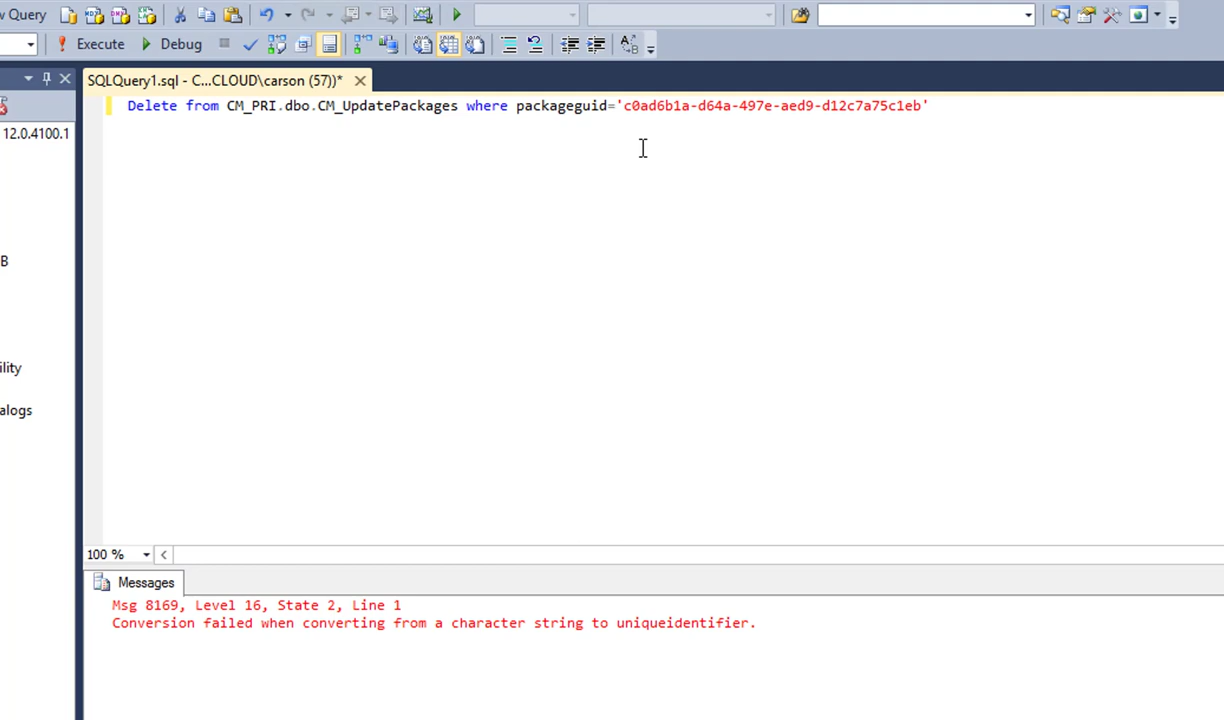 w Query
Execute
Debug
SQLQuery1.sql - C...CLOUD\carson (57))*
12.0.4100.1
Delete from CM_PRI.dbo.CM_UpdatePackages where packageguid='c0ad6b1a-d64a-497e-aed9-d12c7a75c1eb'
B
ility
alogs
100 %
Messages
Msg 8169, Level 16, State 2, Line 1
Conversion failed when converting from a character string to uniqueidentifier.